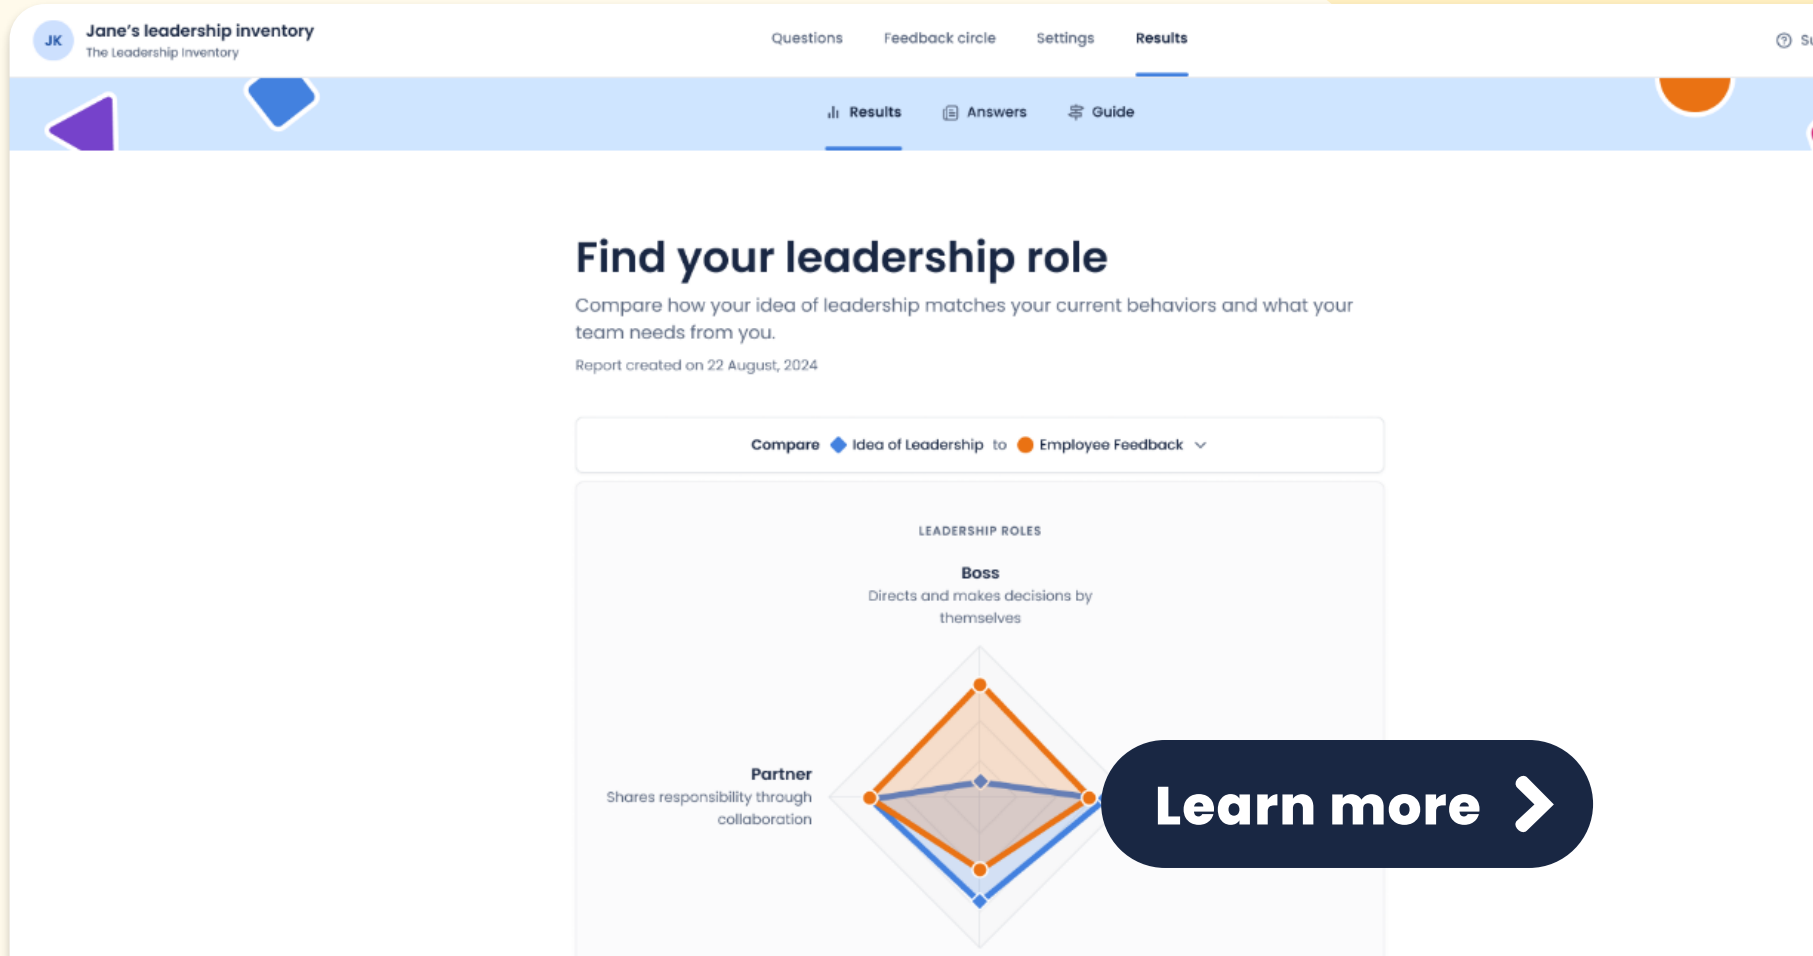 JK
Jane's leadership inventory
The Leadership Inventory
Questions
Feedback circle
Settings
Results
Results
Answers
Guide
Find your leadership role
Compare how your idea of leadership matches your current behaviors and what your
team needs from you.
Report created on 22 August, 2024
Compare Idea of Leadership to Employee Feedback
LEADERSHIP ROLES
Boss
Directs and makes decisions by
themselves
Partner
Shares responsibility through
collaboration
Learn more